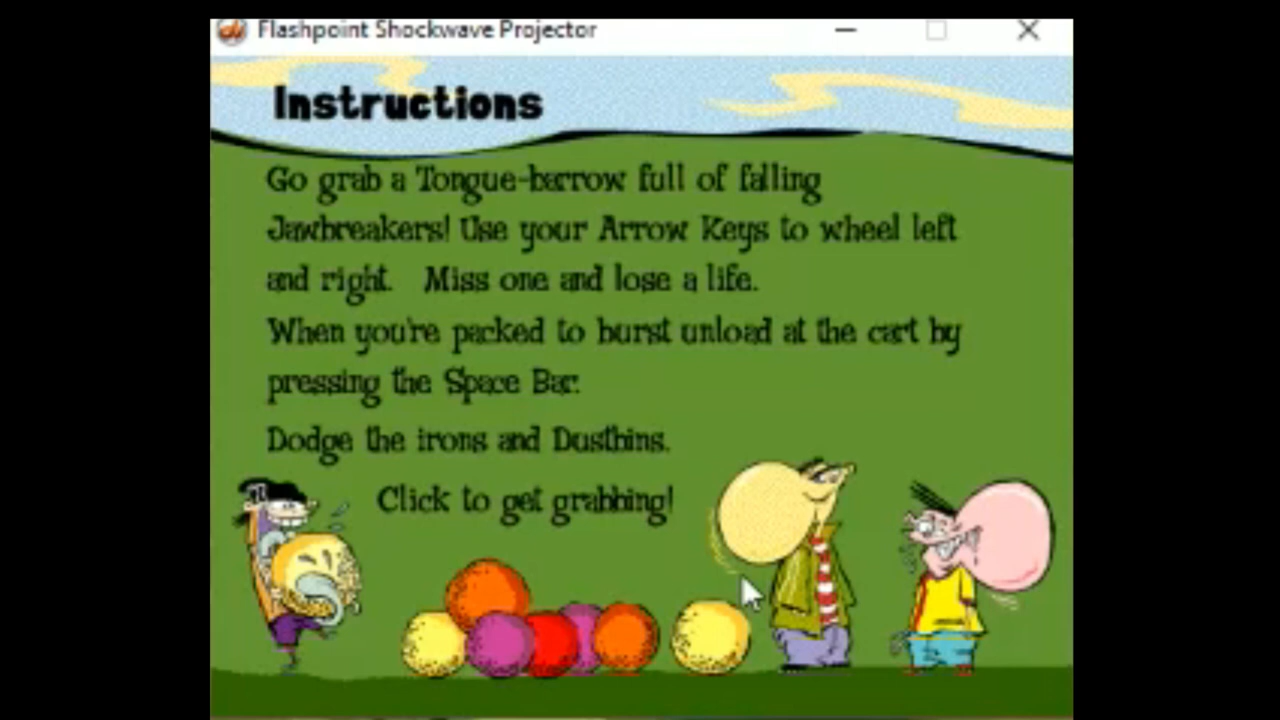 Flashpoint Shockwave Projector
Instructions
Go grab a Tongue-barrow full of falling
Jawbreakers! Use your Arrow Keys to wheel left
and right. Miss one and lose a life.
When you're packed to burst unload at the cart by
pressing the Space Bar.
Dodge the irons and Dustbins.
Click to get grabbing!